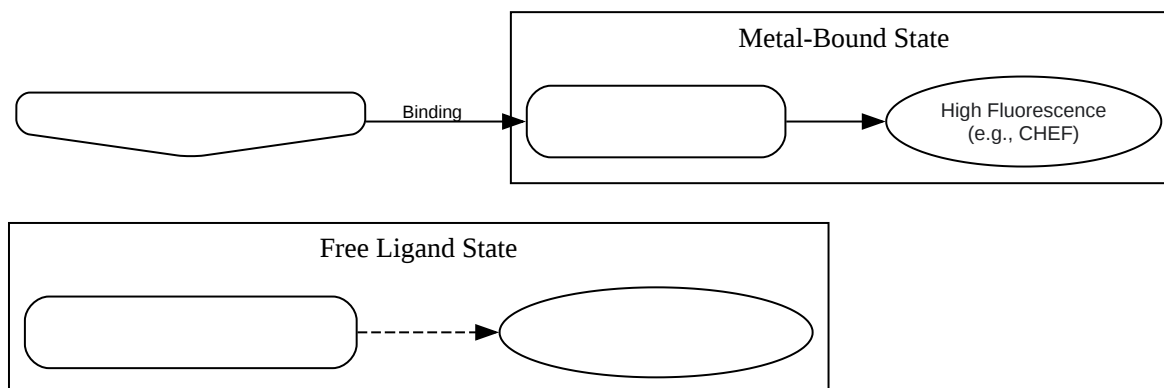 Metal-Bound State
Binding
High Fluorescence
(e.g., CHEF)
Free Ligand State